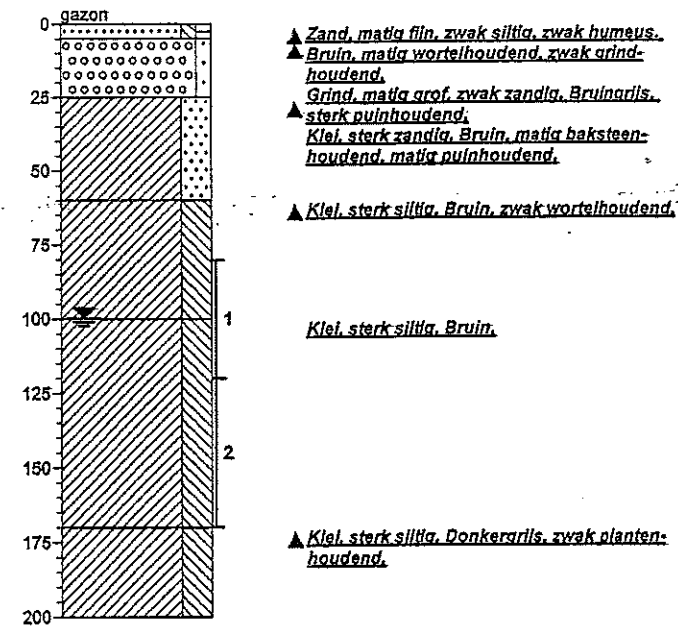 gazon
0
Zand, matig fijn, zwak siltig, zwak humeus,
Bruin, matig wortelhoudend, zwak grind-
houdend,
25
Grind, matig grof, zwak zandig, Bruingrijs,
sterk puinhoudend,
Klei, sterk zandig, Bruin, matig baksteen-
houdend, matig puinhoudend,
50
Klei, sterk siltig, Bruin, zwak wortelhoudend,
75
100
1
Klei, sterk siltig, Bruin,
125
150
2
175
Klei, sterk siltig, Donkergrijs, zwak planten-
houdend,
200